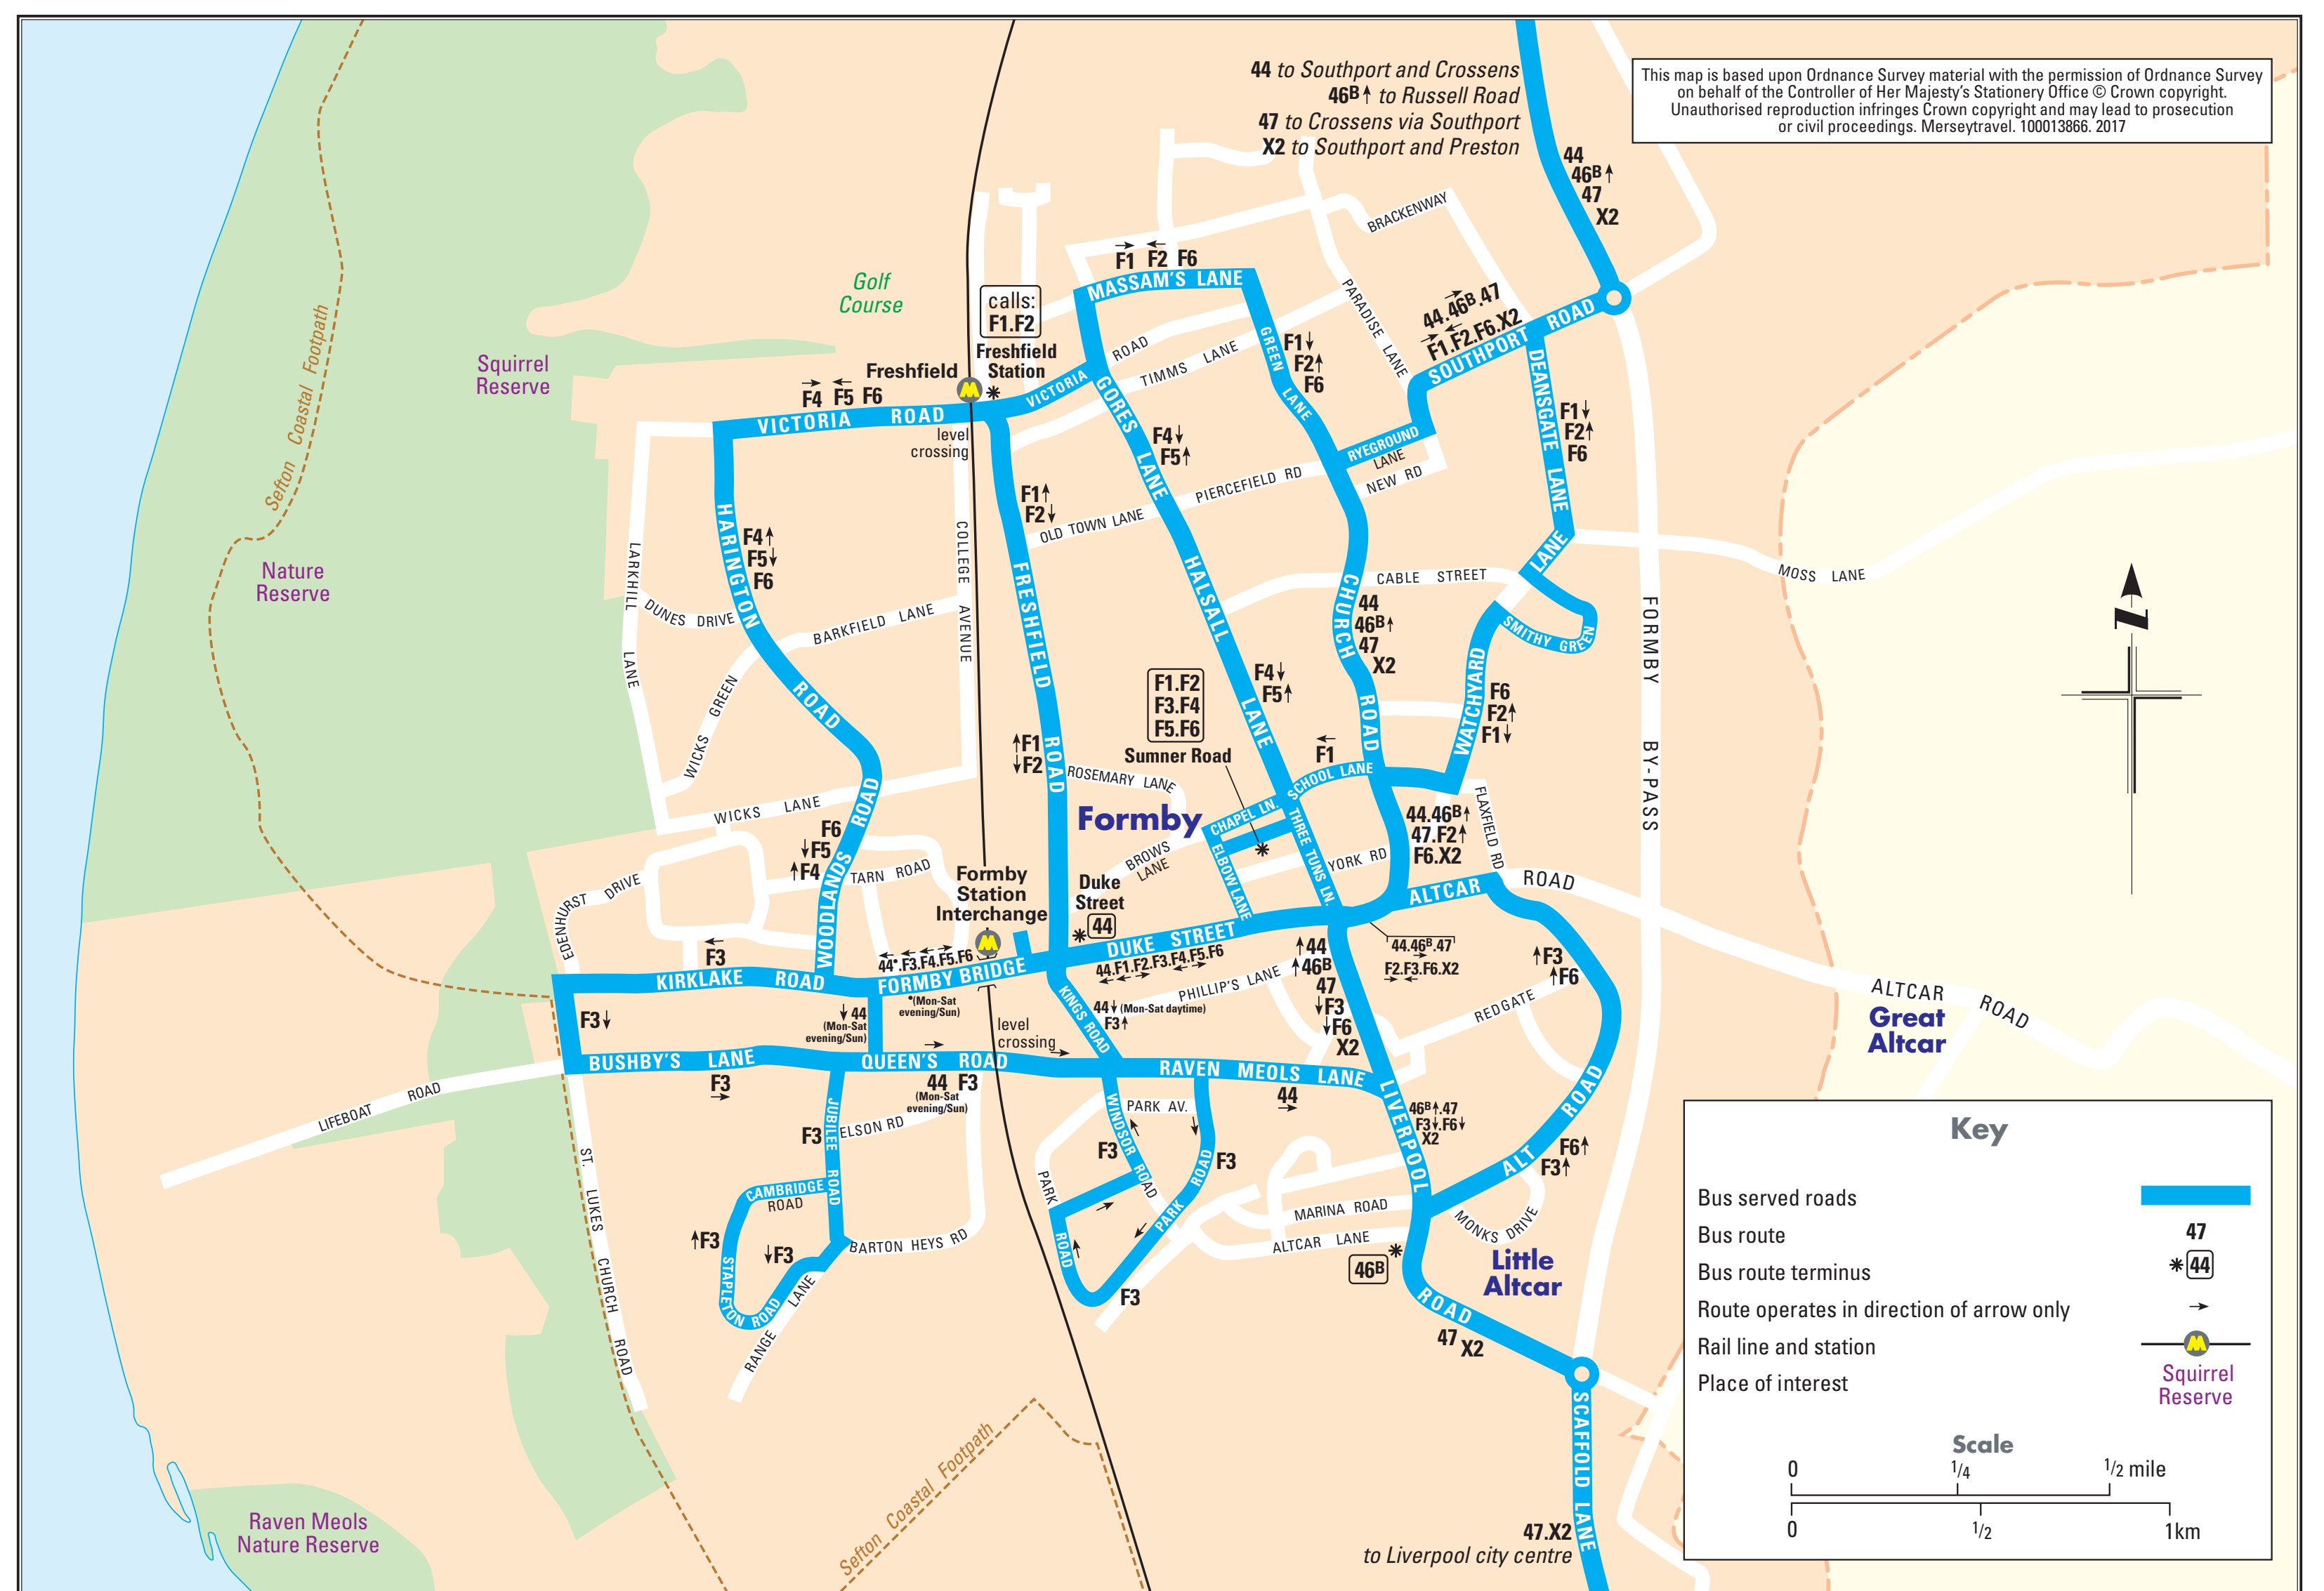 44 to Southport and Crossens
46B↑ to Russell Road
47 to Crossens via Southport
X2 to Southport and Preston
This map is based upon Ordnance Survey material with the permission of Ordnance Survey
on behalf of the Controller of Her Majesty's Stationery Office © Crown copyright.
Unauthorised reproduction infringes Crown copyright and may lead to prosecution
or civil proceedings. Merseytravel. 100013866. 2017
44
46B↑
47
X2
BRACKENWAY
→ ←
F1 F2 F6
MASSAM'S LANE
Golf
Course
calls:
F1.F2
Freshfield
Station
Freshfield
Squirrel
Reserve
Sefton Coastal Footpath
PARADISE LANE
→
44.46B.47
→ ←
F1.F2.F6.X2
SOUTHPORT ROAD
GREEN LANE
F1↓
F2↑
F6
VICTORIA ROAD
TIMMS LANE
→ ←
F4 F5 F6
VICTORIA ROAD
level
crossing
GORES LANE
F4↓
F5↑
RYEGROUND
LANE
NEW RD
PIERCEFIELD RD
OLD TOWN LANE
DEANSGATE LANE
F1↓
F2↑
F6
F1↑
F2↓
HARINGTON ROAD
F4↑
F5↓
F6
COLLEGE AVENUE
LARKHILL LANE
DUNES DRIVE
BARKFIELD LANE
WICKS GREEN
Nature
Reserve
FRESHFIELD ROAD
HALSALL LANE
CABLE STREET
LANE
MOSS LANE
SMITHY GREEN
CHURCH ROAD
44
46B↑
47
X2
FORMBY BY-PASS
N
F4↓
F5↑
F1.F2
F3.F4
F5.F6
Sumner Road
WATCHYARD
F6
F2↑
F1↓
↑F1
↓F2
ROSEMARY LANE
←
F1
SCHOOL LANE
Formby
CHAPEL LN.
THREE TUNS LN.
ELBOW LANE
BROWS
LANE
YORK RD
FLAXFIELD RD
44.46B↑
47.F2↑
F6.X2
WICKS LANE
WOODLANDS ROAD
F6
↓F5
↑F4
TARN ROAD
EDENHURST DRIVE
Formby
Station
Interchange
Duke
Street
44
ALTCAR ROAD
DUKE STREET
44.F1.F2.F3.F4.F5.F6
44*.F3.F4.F5.F6
FORMBY BRIDGE
•(Mon-Sat
evening/Sun)
←
F3
KIRKLAKE ROAD
F3↓
↓44
(Mon-Sat
evening/Sun)
level
crossing
KINGS ROAD
44↓(Mon-Sat daytime)
F3↑
PHILLIP'S LANE
↑44
↑46B
47
↓F3
↓F6
X2
44.46B.47
→
F2.F3.F6.X2
→ ←
REDGATE
↑F3
↑F6
ALTCAR ROAD
Great
Altcar
BUSHBY'S LANE
F3
→
QUEEN'S ROAD
→
44 F3
(Mon-Sat
evening/Sun)
RAVEN MEOLS LANE
44
→
LIFEBOAT ROAD
JUBILEE ROAD
F3
ELSON RD
PARK AV.
WINDSOR ROAD
F3
F3
PARK ROAD
PARK ROAD
F3
LIVERPOOL ROAD
46B↑.47
F3↓.F6↓
X2
ALT ROAD
F6↑
F3↑
CAMBRIDGE
ROAD
↑F3
↓F3
STAPLETON ROAD
RANGE LANE
BARTON HEYS RD
ST. LUKES CHURCH ROAD
MARINA ROAD
ALTCAR LANE
MONKS DRIVE
46B
Little
Altcar
47 X2
SCAFFOLD LANE
47.X2
to Liverpool city centre
Sefton Coastal Footpath
Raven Meols
Nature Reserve
Key
Bus served roads
Bus route 47
Bus route terminus 44
Route operates in direction of arrow only →
Rail line and station
Place of interest Squirrel
Reserve
Scale
0 1/4 1/2 mile
0 1/2 1km